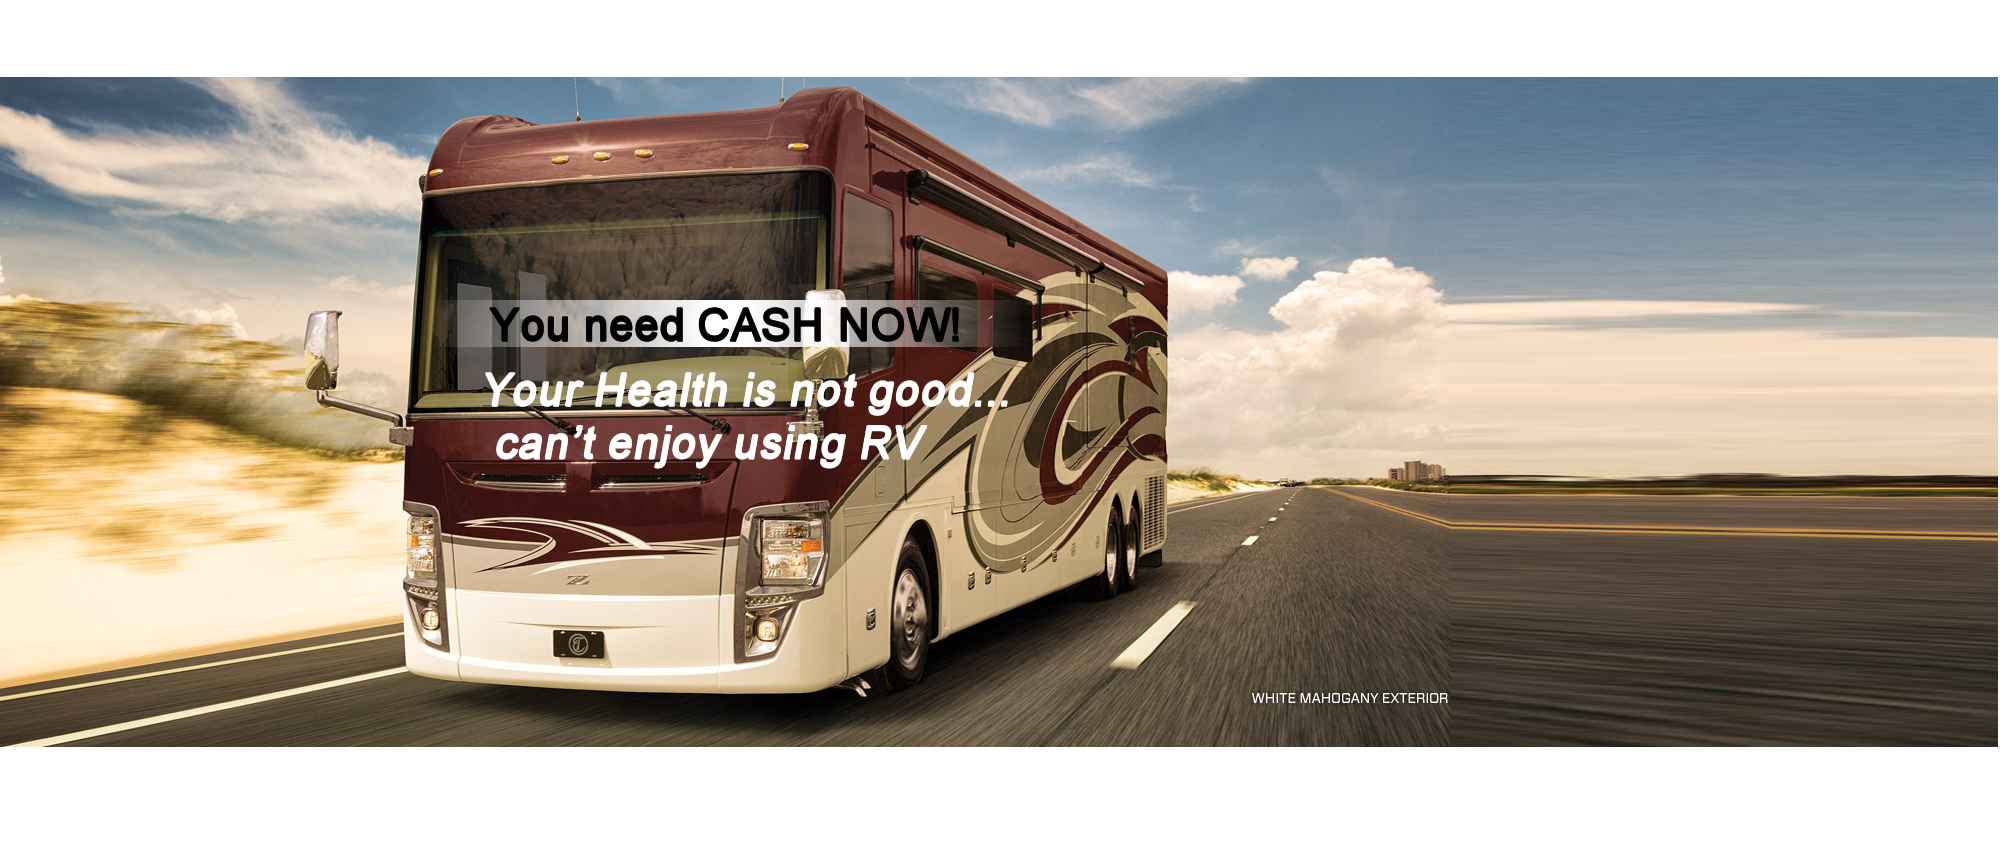 You need CASH NOW!
Your Health is not good...
can’t enjoy using RV
WHITE MAHOGANY EXTERIOR